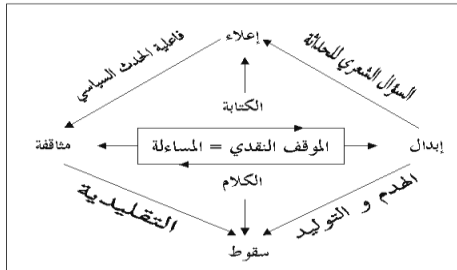 إعلاء
السؤال الشعري للحداثة
فاعلية الحدث السياسي
الكتابة
إبدال
الموقف النقدي = المساءلة
مثاقفة
الكلام
الهدم و التوليد
التقليدية
سقوط